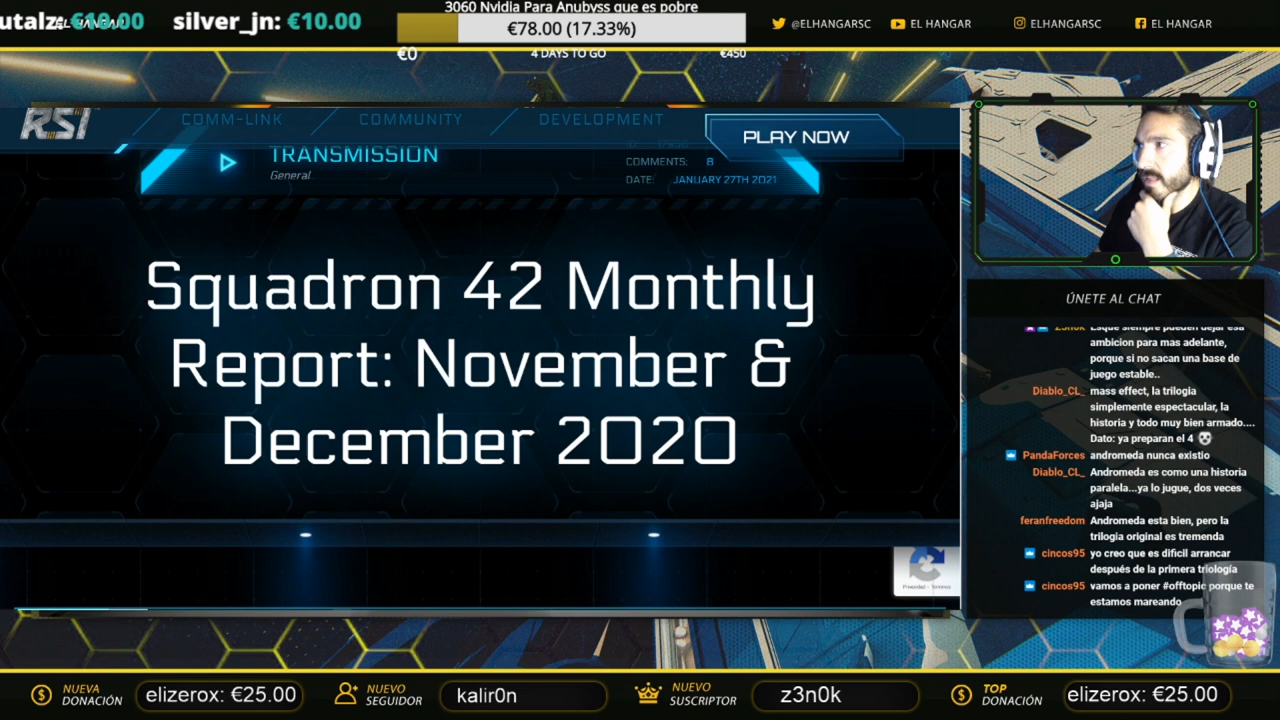 utalz: €10.00 silver_jn: €10.00
3060 Nvidia Para Anubyss que es pobre
€78.00 (17.33%)
€0 4 DAYS TO GO €450
@ELHANGARSC EL HANGAR ELHANGARSC EL HANGAR
RSI COMM-LINK COMMUNITY DEVELOPMENT
PLAY NOW
TRANSMISSION
General
COMMENTS: 8
DATE: JANUARY 27TH 2021
Squadron 42 Monthly
Report: November &
December 2020
Privacidad - Términos
ÚNETE AL CHAT
z3n0k Esque siempre pueden dejar esa
ambicion para mas adelante,
porque si no sacan una base de
juego estable..
Diablo_CL_ mass effect, la trilogia
simplemente espectacular, la
historia y todo muy bien armado....
Dato: ya preparan el 4
PandaForces andromeda nunca existio
Diablo_CL_ Andromeda es como una historia
paralela...ya lo jugue, dos veces
ajaja
feranfreedom Andromeda esta bien, pero la
trilogia original es tremenda
cincos95 yo creo que es dificil arrancar
después de la primera triología
cincos95 vamos a poner #offtopic porque te
estamos mareando
NUEVA
DONACIÓN
elizerox: €25.00
NUEVO
SEGUIDOR
kalir0n
NUEVO
SUSCRIPTOR
z3n0k
TOP
DONACIÓN
elizerox: €25.00